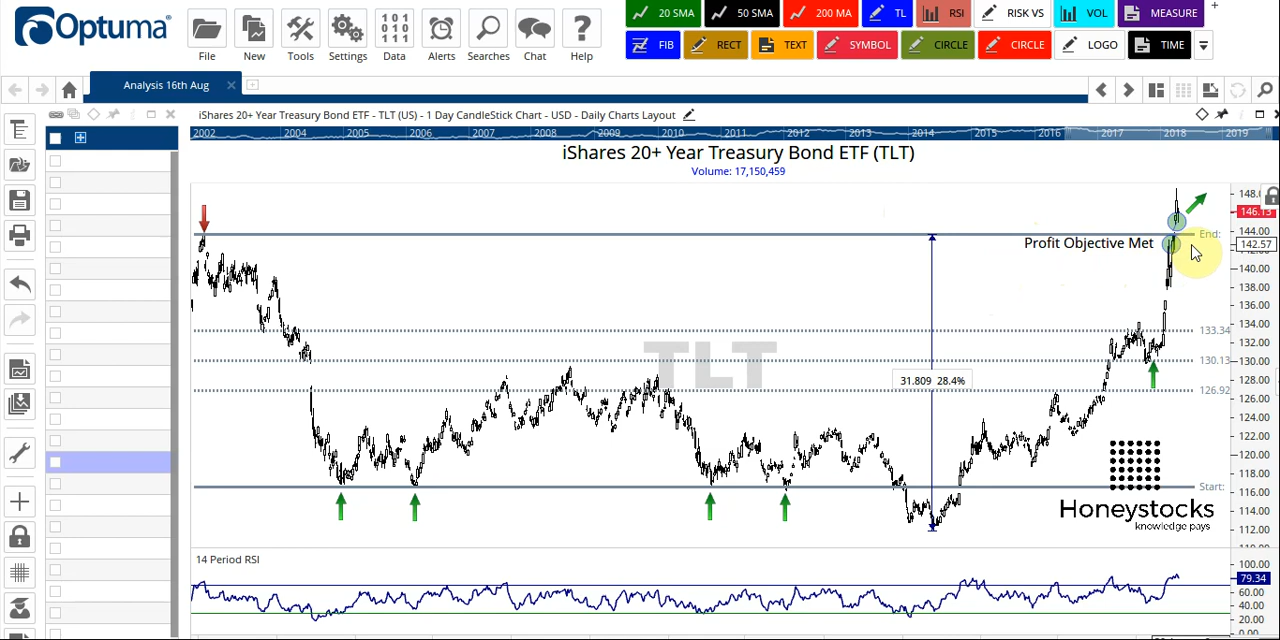 Optuma®
File
New
Tools
Settings
101 010 111
Data
Alerts
Searches
Chat
?
Help
20 SMA
50 SMA
200 MA
TL
RSI
RISK VS
VOL
MEASURE
FIB
RECT
TEXT
SYMBOL
CIRCLE
CIRCLE
LOGO
TIME
Analysis 16th Aug
iShares 20+ Year Treasury Bond ETF - TLT (US) - 1 Day CandleStick Chart - USD - Daily Charts Layout
2002 2004 2005 2006 2007 2008 2009 2010 2011 2012 2013 2014 2015 2016 2017 2018 2019
iShares 20+ Year Treasury Bond ETF (TLT)
Volume: 17,150,459
146.13
144.00
End:
Profit Objective Met
142.57
140.00
138.00
136.00
134.00
133.34
132.00
TLT
130.13
130.00
128.00
31.809 28.4%
126.92
126.00
124.00
122.00
120.00
118.00
Start:
116.00
114.00
112.00
Honeystocks
knowledge pays
14 Period RSI
100.00
79.34
60.00
40.00
20.00
0.00